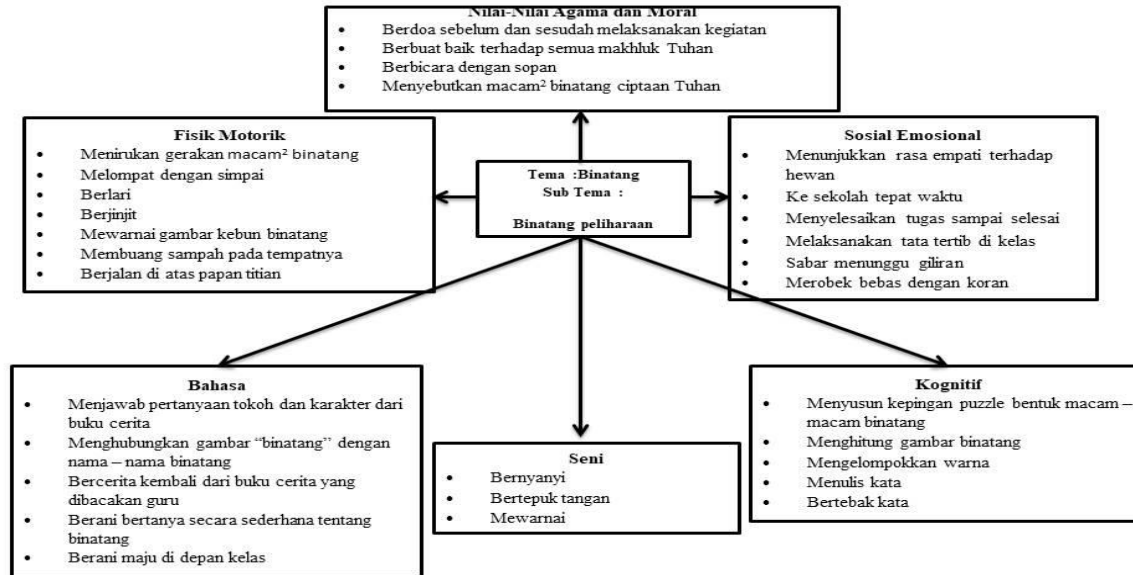 Nilai-Nilai Agama dan Moral
• Berdoa sebelum dan sesudah melaksanakan kegiatan
• Berbuat baik terhadap semua makhluk Tuhan
• Berbicara dengan sopan
• Menyebutkan macam² binatang ciptaan Tuhan
Fisik Motorik
• Menirukan gerakan macam² binatang
• Melompat dengan simpai
• Berlari
• Berjinjit
• Mewarnai gambar kebun binatang
• Membuang sampah pada tempatnya
• Berjalan di atas papan titian
Tema :Binatang
Sub Tema :
Binatang peliharaan
Sosial Emosional
• Menunjukkan rasa empati terhadap
hewan
• Ke sekolah tepat waktu
• Menyelesaikan tugas sampai selesai
• Melaksanakan tata tertib di kelas
• Sabar menunggu giliran
• Merobek bebas dengan koran
Bahasa
• Menjawab pertanyaan tokoh dan karakter dari
buku cerita
• Menghubungkan gambar “binatang” dengan
nama – nama binatang
• Bercerita kembali dari buku cerita yang
dibacakan guru
• Berani bertanya secara sederhana tentang
binatang
• Berani maju di depan kelas
Seni
• Bernyanyi
• Bertepuk tangan
• Mewarnai
Kognitif
• Menyusun kepingan puzzle bentuk macam –
macam binatang
• Menghitung gambar binatang
• Mengelompokkan warna
• Menulis kata
• Bertebak kata